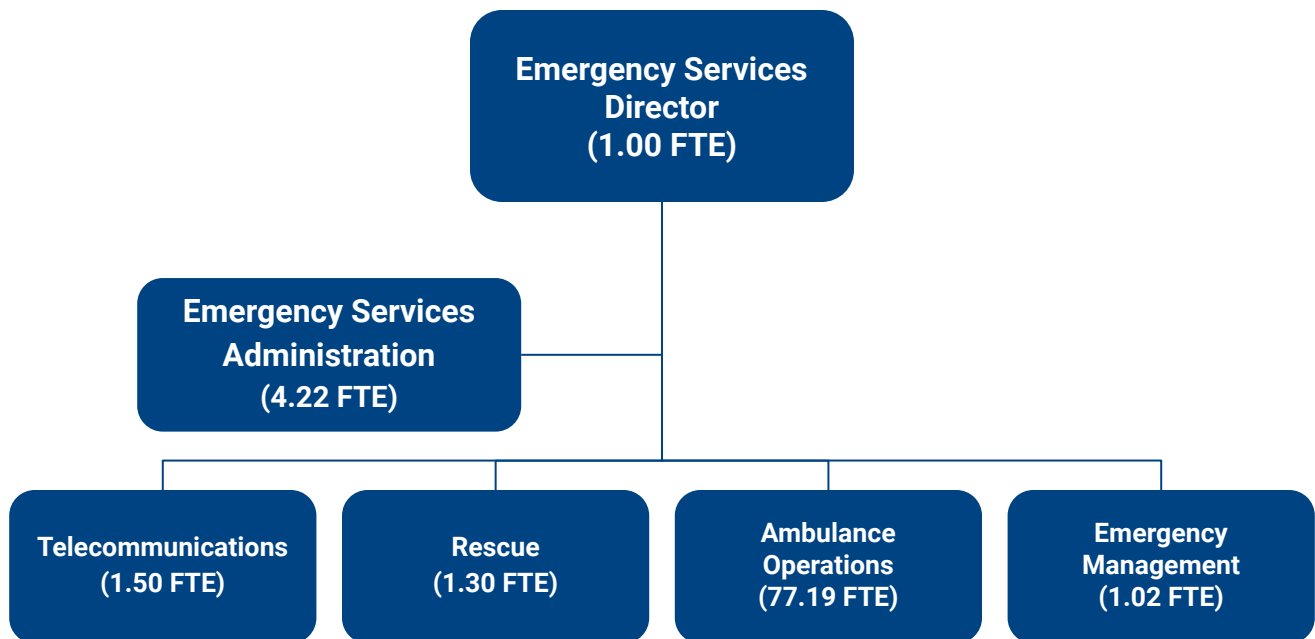 Emergency Services
Director
(1.00 FTE)
Emergency Services
Administration
(4.22 FTE)
Telecommunications
(1.50 FTE)
Rescue
(1.30 FTE)
Ambulance
Operations
(77.19 FTE)
Emergency
Management
(1.02 FTE)